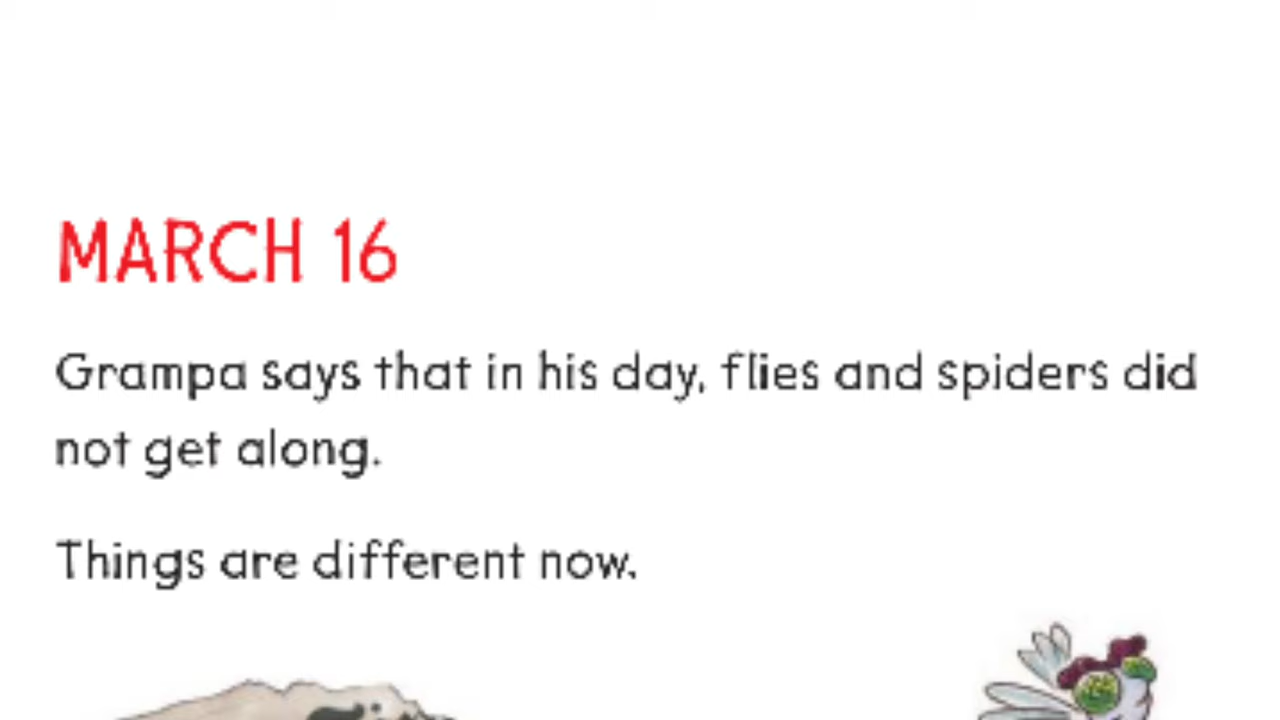 MARCH 16
Grampa says that in his day, flies and spiders did
not get along.
Things are different now.